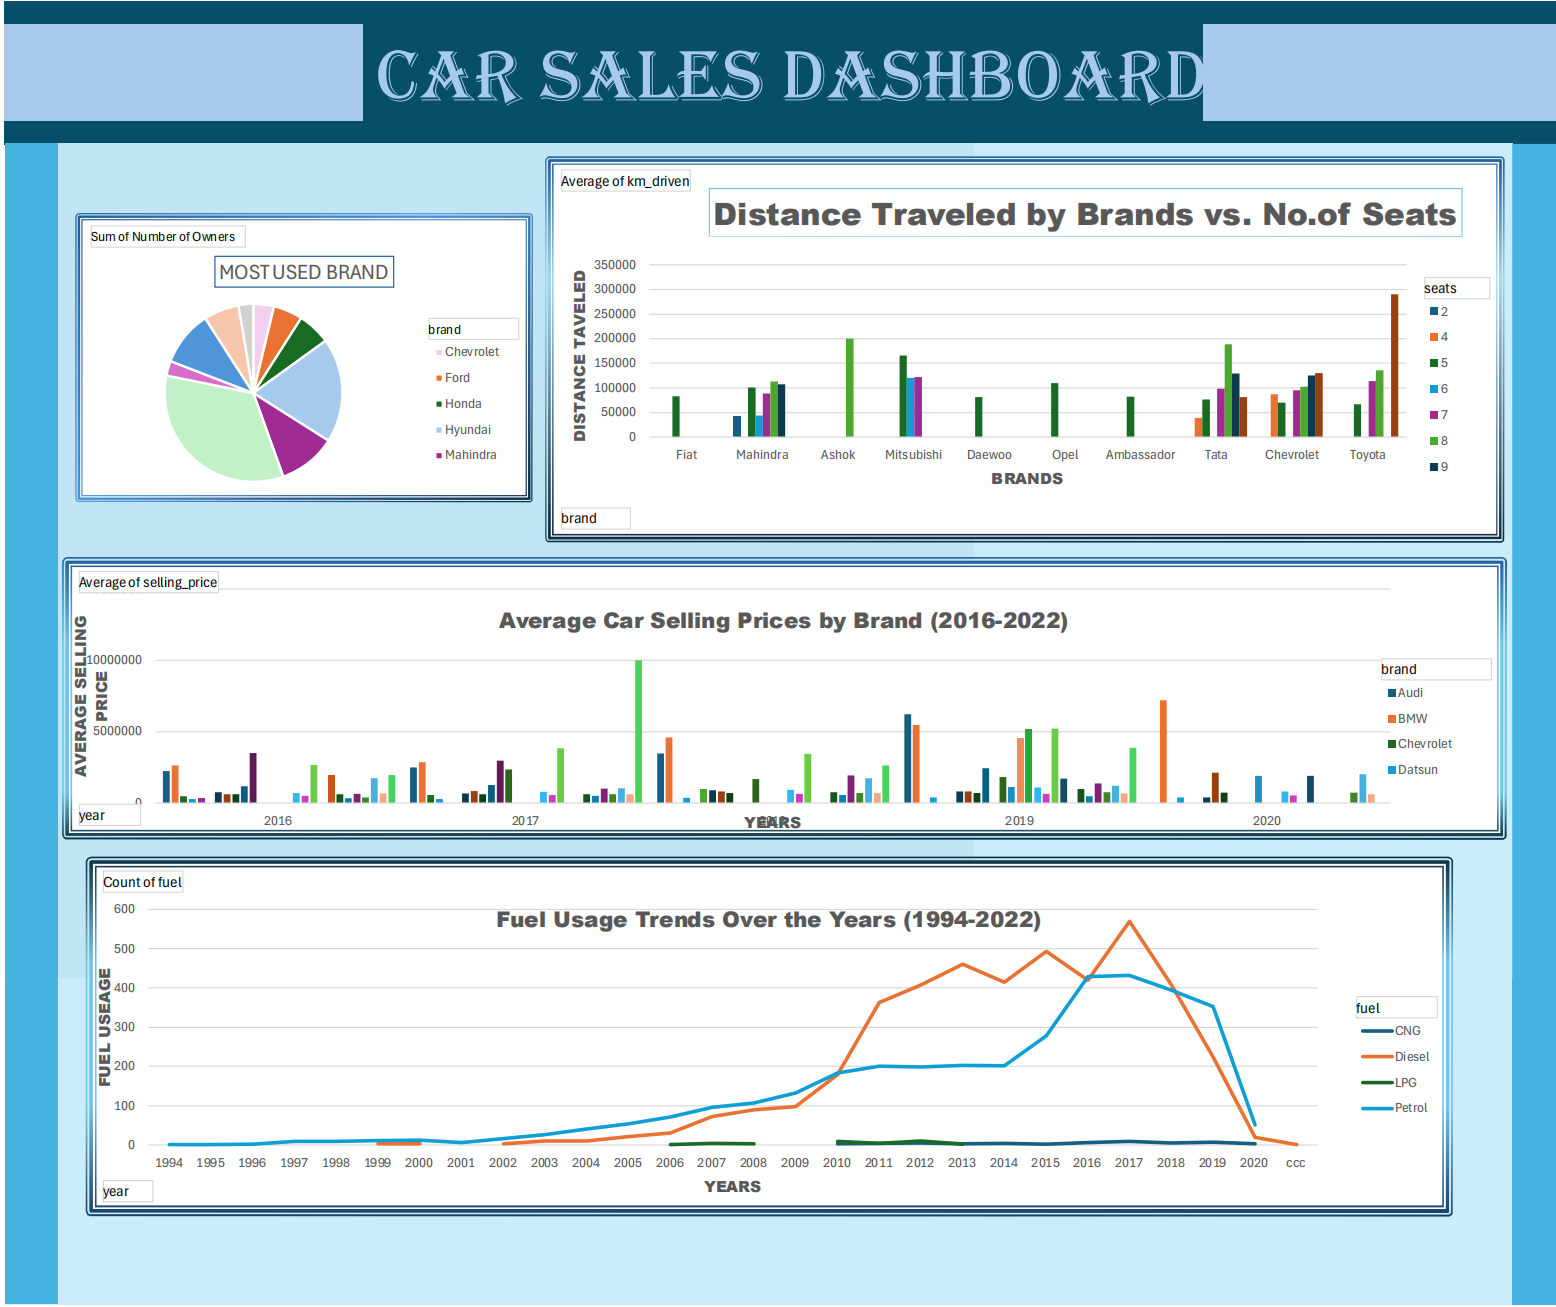 CAR SALES DASHBOARD
Sum of Number of Owners
MOST USED BRAND
brand
Chevrolet
Ford
Honda
Hyundai
Mahindra
Average of km_driven
Distance Traveled by Brands vs. No.of Seats
DISTANCE TAVELED
350000
300000
250000
200000
150000
100000
50000
0
Fiat Mahindra Ashok Mitsubishi Daewoo Opel Ambassador Tata Chevrolet Toyota
BRANDS
seats
2
4
5
6
7
8
9
brand
Average of selling_price
Average Car Selling Prices by Brand (2016-2022)
AVERAGE SELLING
PRICE
10000000
5000000
0
2016 2017 2019 2020
YEARS
brand
Audi
BMW
Chevrolet
Datsun
year
Count of fuel
Fuel Usage Trends Over the Years (1994-2022)
FUEL USEAGE
600
500
400
300
200
100
0
1994 1995 1996 1997 1998 1999 2000 2001 2002 2003 2004 2005 2006 2007 2008 2009 2010 2011 2012 2013 2014 2015 2016 2017 2018 2019 2020 ccc
YEARS
fuel
CNG
Diesel
LPG
Petrol
year